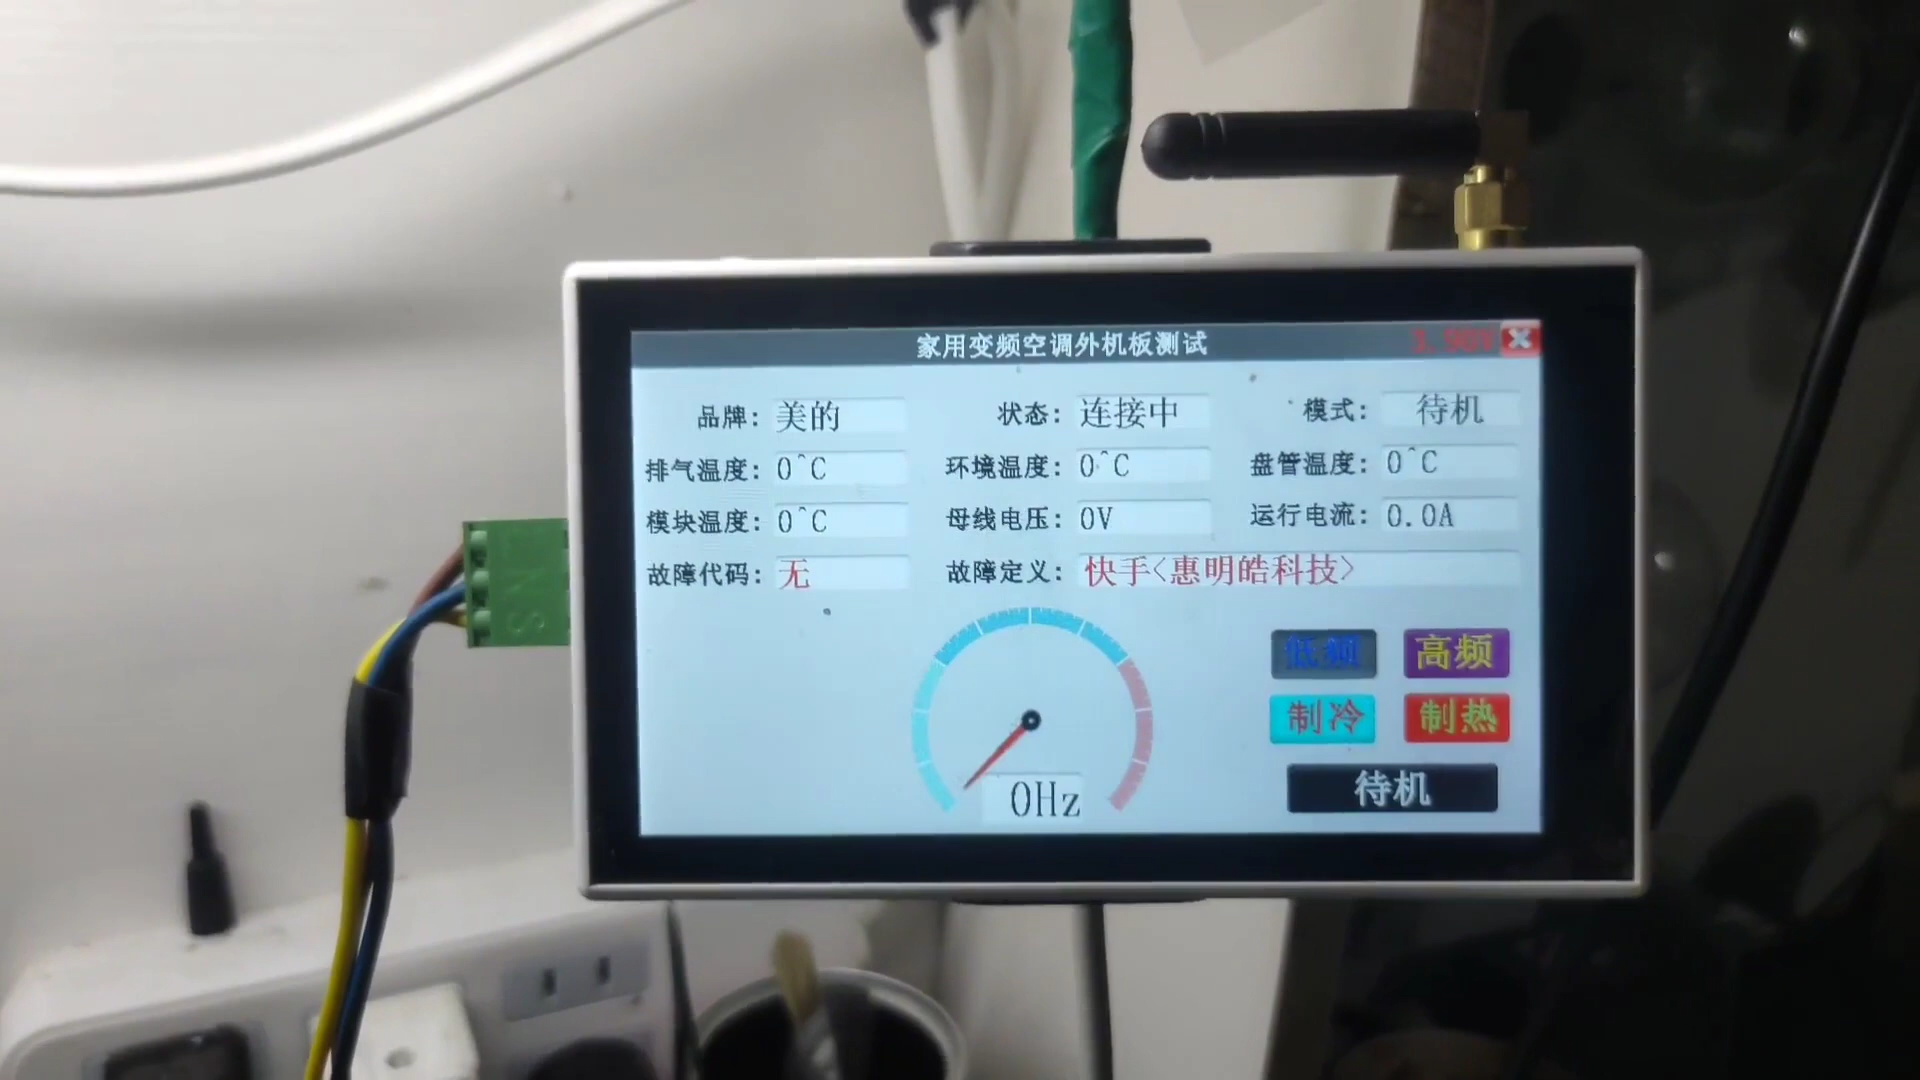 家用变频空调外机板测试
品牌: 美的 状态: 连接中 模式: 待机
排气温度: 0^C 环境温度: 0^C 盘管温度: 0^C
模块温度: 0^C 母线电压: 0V 运行电流: 0.0A
故障代码: 无 故障定义: 快手<惠明皓科技>
低频 高频
制冷 制热
0Hz 待机